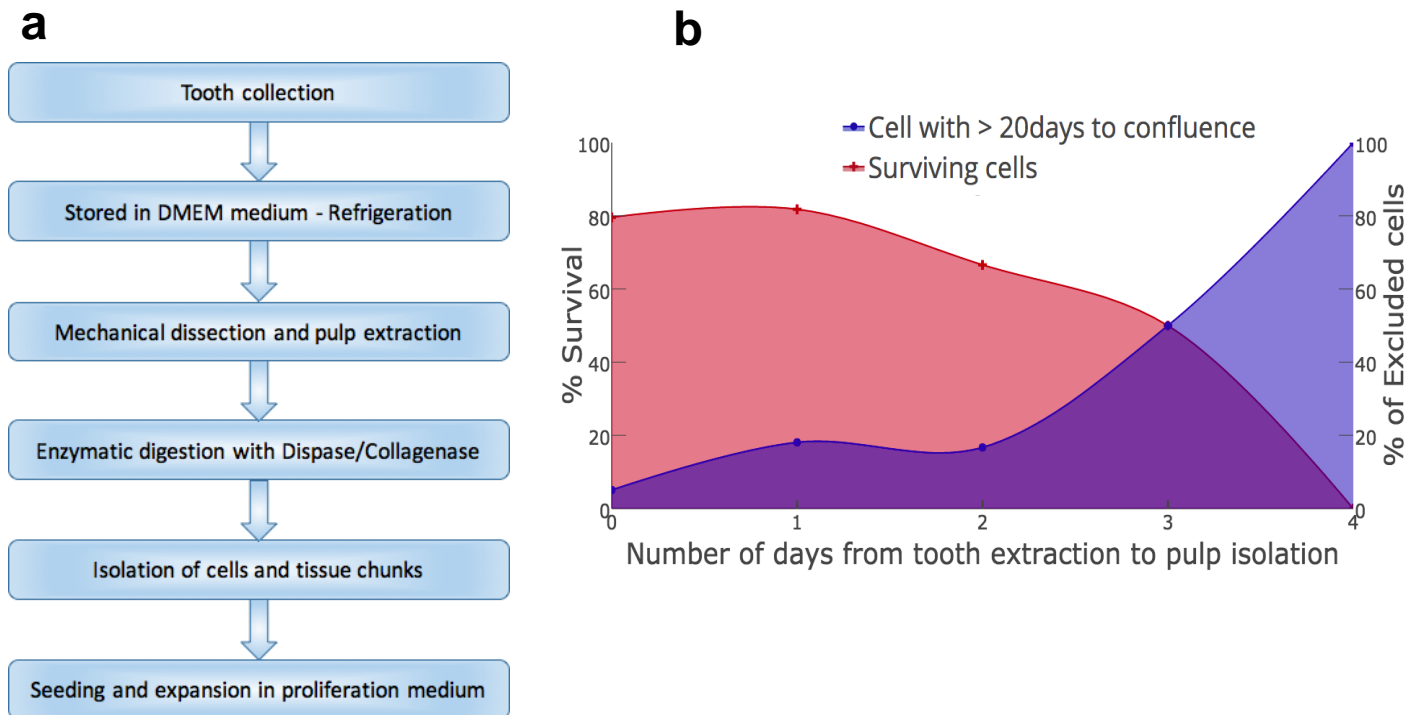 a
Tooth collection
Stored in DMEM medium - Refrigeration
Mechanical dissection and pulp extraction
Enzymatic digestion with Dispase/Collagenase
Isolation of cells and tissue chunks
Seeding and expansion in proliferation medium
b
Cell with > 20days to confluence
Surviving cells
% Survival
100
80
60
40
20
0
0 1 2 3 4
Number of days from tooth extraction to pulp isolation
100
80
60
40
20
0
% of Excluded cells